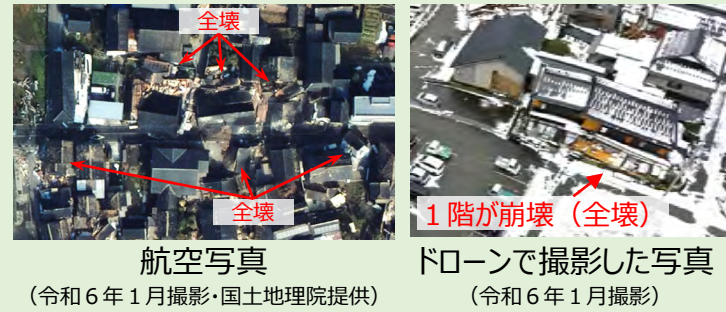 全壊
全壊
1階が崩壊（全壊）
航空写真
（令和６年１月撮影・国土地理院提供）
ドローンで撮影した写真
（令和６年１月撮影）